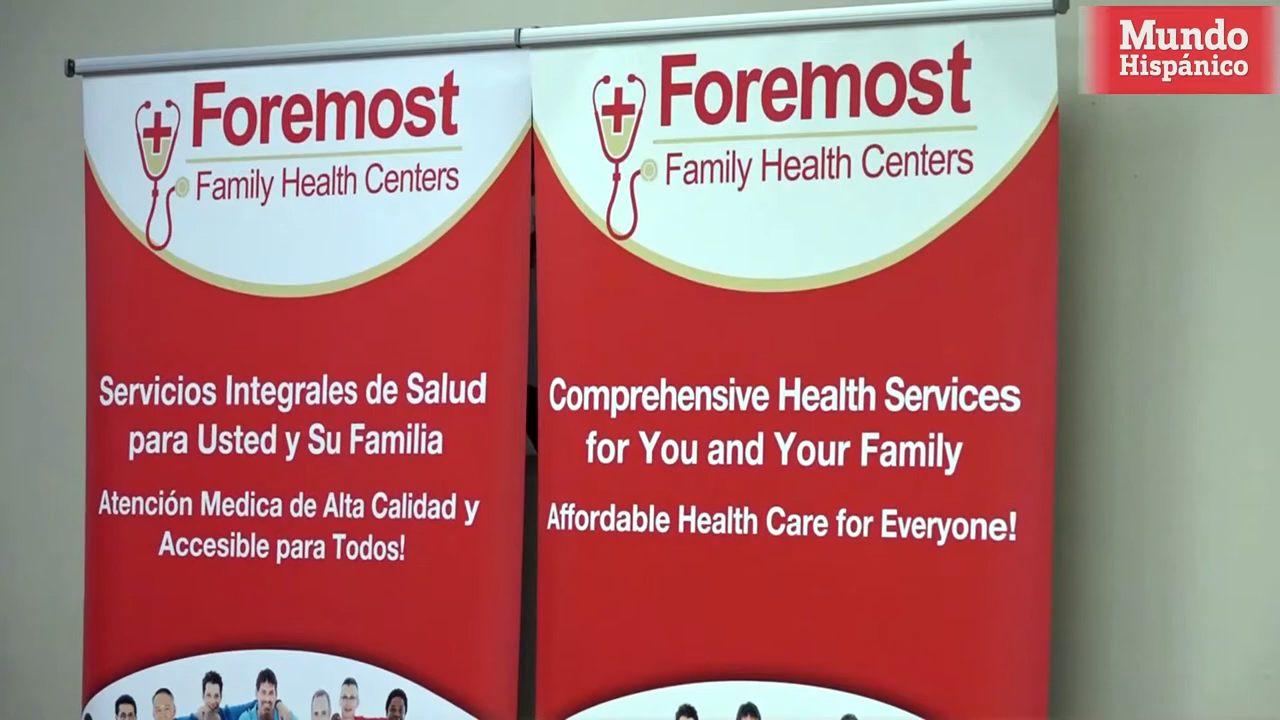 Mundo
Hispánico
Foremost
Family Health Centers
Servicios Integrales de Salud
para Usted y Su Familia
Atención Medica de Alta Calidad y
Accesible para Todos!
Foremost
Family Health Centers
Comprehensive Health Services
for You and Your Family
Affordable Health Care for Everyone!